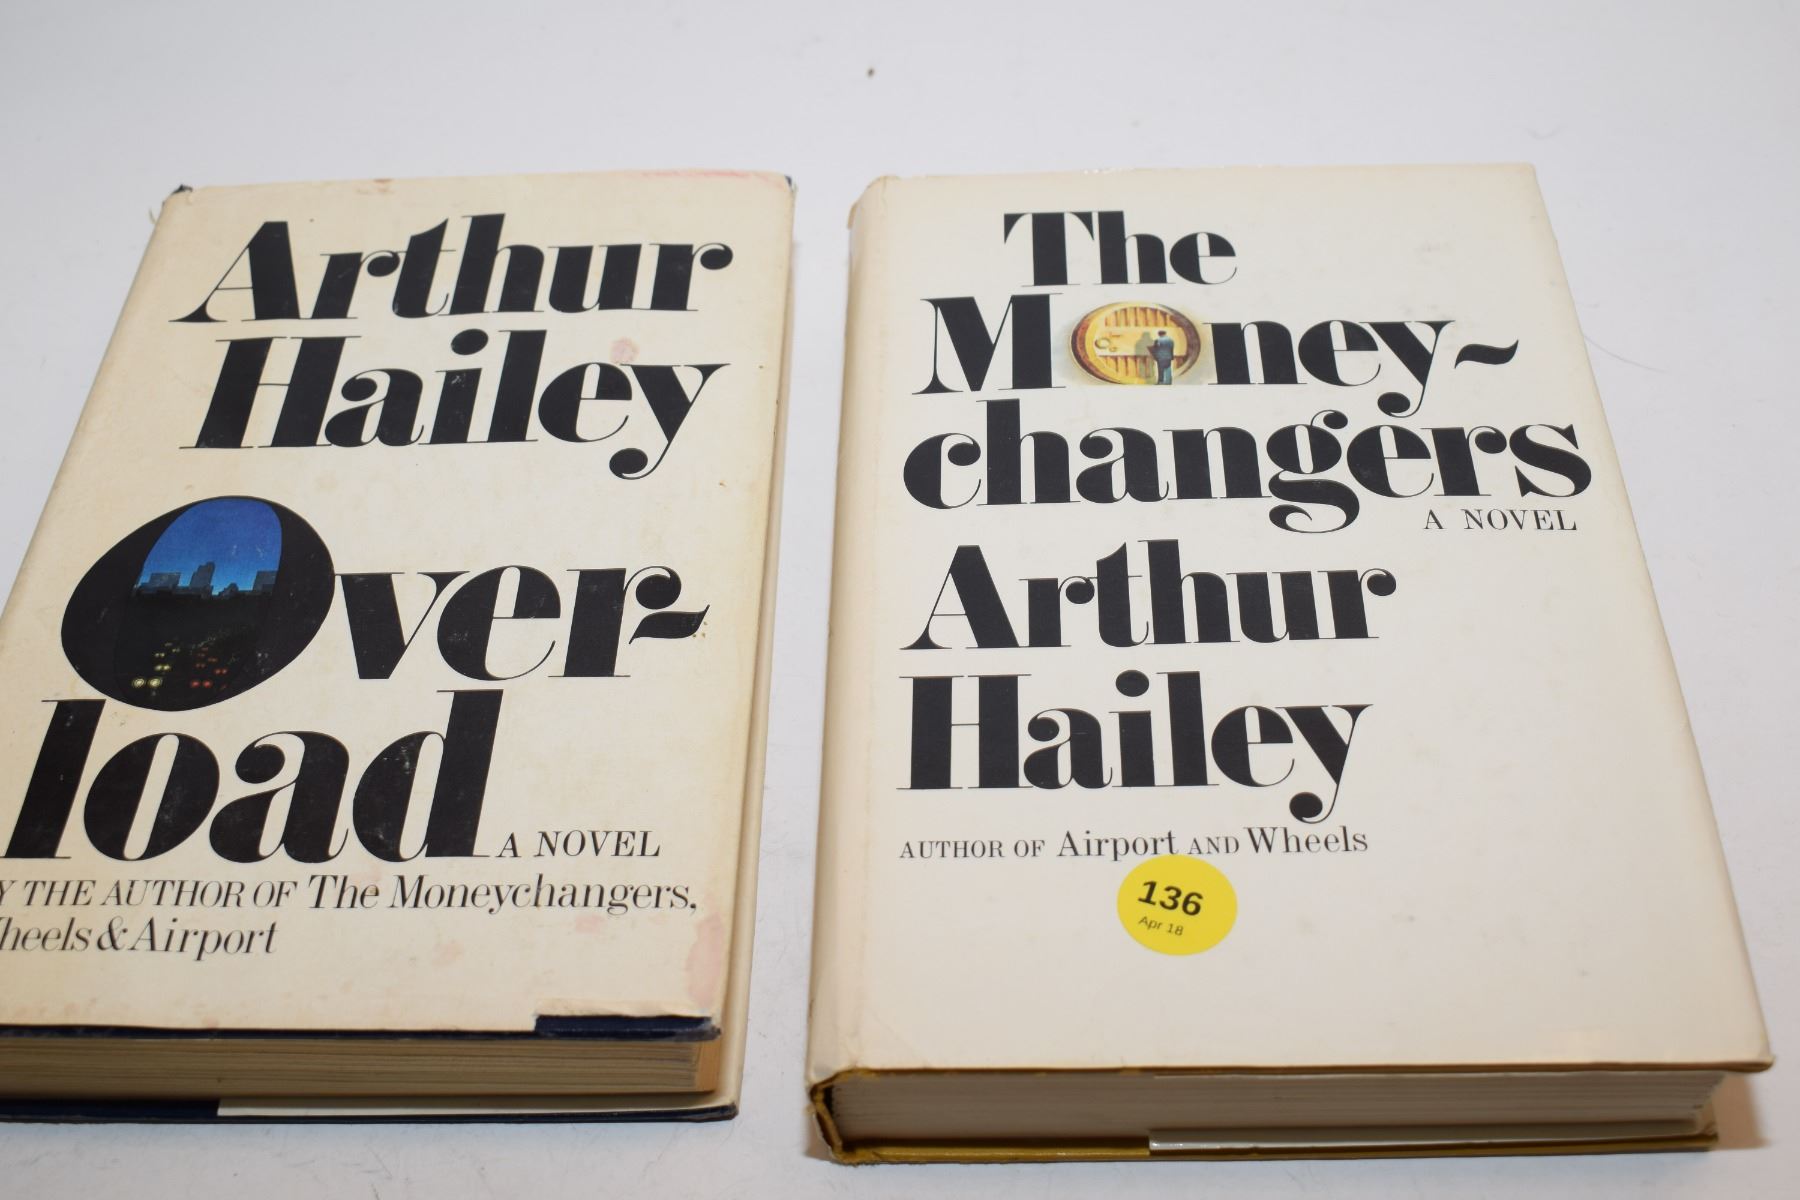 Arthur
Hailey
Over-
load
A NOVEL
THE AUTHOR OF The Moneychangers,
& Airport
The
Money-
changers
A NOVEL
Arthur
Hailey
AUTHOR OF Airport AND Wheels
136
Apr 18